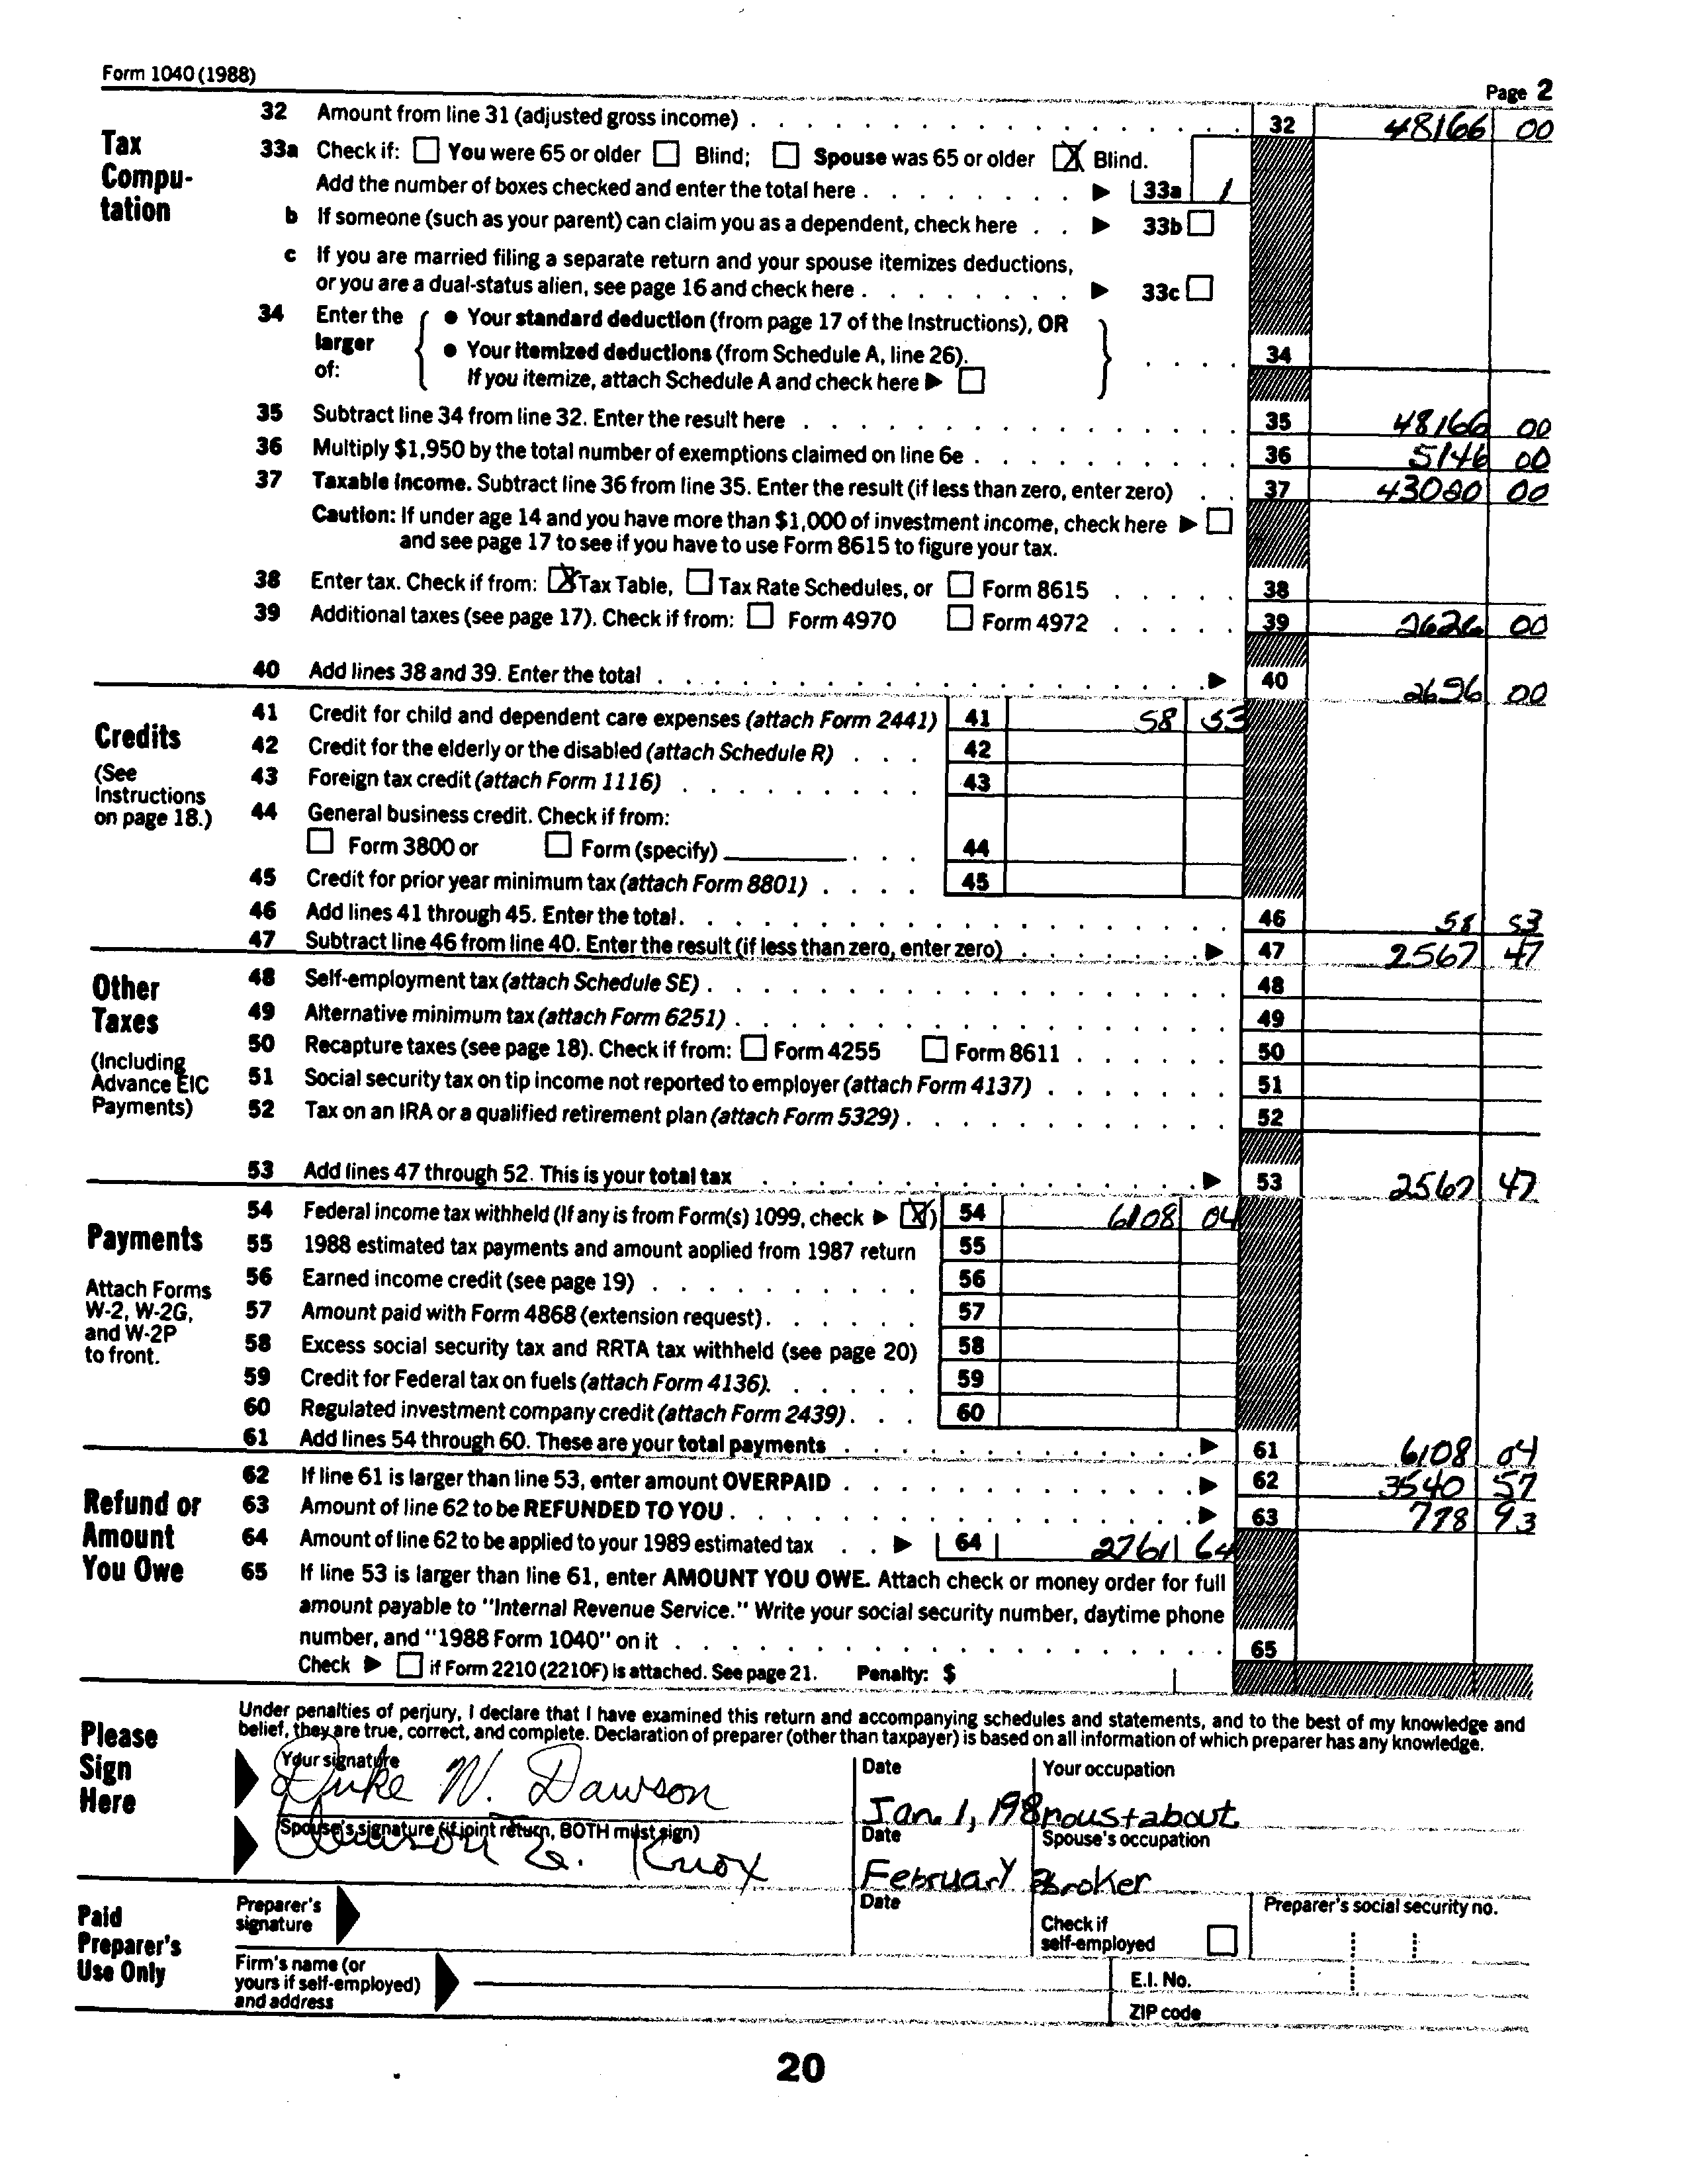 Form 1040 (1988)
Page 2
Tax Compu-tation
32 Amount from line 31 (adjusted gross income) 32 48166 00
33a Check if: You were 65 or older Blind; Spouse was 65 or older X Blind.
Add the number of boxes checked and enter the total here 33a 1
b If someone (such as your parent) can claim you as a dependent, check here 33b
c If you are married filing a separate return and your spouse itemizes deductions,
or you are a dual-status alien, see page 16 and check here 33c
34 Enter the larger of:
• Your standard deduction (from page 17 of the Instructions), OR
• Your itemized deductions (from Schedule A, line 26).
If you itemize, attach Schedule A and check here
34
35 Subtract line 34 from line 32. Enter the result here 35 48166 00
36 Multiply $1,950 by the total number of exemptions claimed on line 6e 36 5146 00
37 Taxable income. Subtract line 36 from line 35. Enter the result (if less than zero, enter zero) 37 00
Caution: If under age 14 and you have more than $1,000 of investment income, check here
and see page 17 to see if you have to use Form 8615 to figure your tax.
38 Enter tax. Check if from: X Tax Table, Tax Rate Schedules, or Form 8615 38
39 Additional taxes (see page 17). Check if from: Form 4970 Form 4972 39 2626 00
40 Add lines 38 and 39. Enter the total 40 00
Credits
(See Instructions on page 18.)
41 Credit for child and dependent care expenses (attach Form 2441) 41 58 53
42 Credit for the elderly or the disabled (attach Schedule R) 42
43 Foreign tax credit (attach Form 1116) 43
44 General business credit. Check if from:
Form 3800 or Form (specify) 44
45 Credit for prior year minimum tax (attach Form 8801) 45
46 Add lines 41 through 45. Enter the total. 46 58 53
47 Subtract line 46 from line 40. Enter the result (if less than zero, enter zero) 47 2567 47
Other Taxes
(Including Advance EIC Payments)
48 Self-employment tax (attach Schedule SE) 48
49 Alternative minimum tax (attach Form 6251) 49
50 Recapture taxes (see page 18). Check if from: Form 4255 Form 8611 50
51 Social security tax on tip income not reported to employer (attach Form 4137) 51
52 Tax on an IRA or a qualified retirement plan (attach Form 5329) 52
53 Add lines 47 through 52. This is your total tax 53 2567 47
Payments
Attach Forms W-2, W-2G, and W-2P to front.
54 Federal income tax withheld (If any is from Form(s) 1099, check X) 54 6108 04
55 1988 estimated tax payments and amount applied from 1987 return 55
56 Earned income credit (see page 19) 56
57 Amount paid with Form 4868 (extension request) 57
58 Excess social security tax and RRTA tax withheld (see page 20) 58
59 Credit for Federal tax on fuels (attach Form 4136). 59
60 Regulated investment company credit (attach Form 2439) 60
61 Add lines 54 through 60. These are your total payments 61 6108 04
Refund or Amount You Owe
62 If line 61 is larger than line 53, enter amount OVERPAID 62 3540 57
63 Amount of line 62 to be REFUNDED TO YOU 63 778 93
64 Amount of line 62 to be applied to your 1989 estimated tax 64 2761 64
65 If line 53 is larger than line 61, enter AMOUNT YOU OWE. Attach check or money order for full
amount payable to "Internal Revenue Service." Write your social security number, daytime phone
number, and "1988 Form 1040" on it 65
Check if Form 2210 (2210F) is attached. See page 21. Penalty: $
Please Sign Here
Under penalties of perjury, I declare that I have examined this return and accompanying schedules and statements, and to the best of my knowledge and
belief, they are true, correct, and complete. Declaration of preparer (other than taxpayer) is based on all information of which preparer has any knowledge.
Your signature Date Your occupation
Duke W. Dawson Jan. 1, 198 roustabout
Spouse's signature (if joint return, BOTH must sign) Date Spouse's occupation
Knox February Broker
Paid Preparer's Use Only
Preparer's signature Date Check if self-employed Preparer's social security no.
Firm's name (or yours if self-employed) and address E.I. No.
ZIP code
20